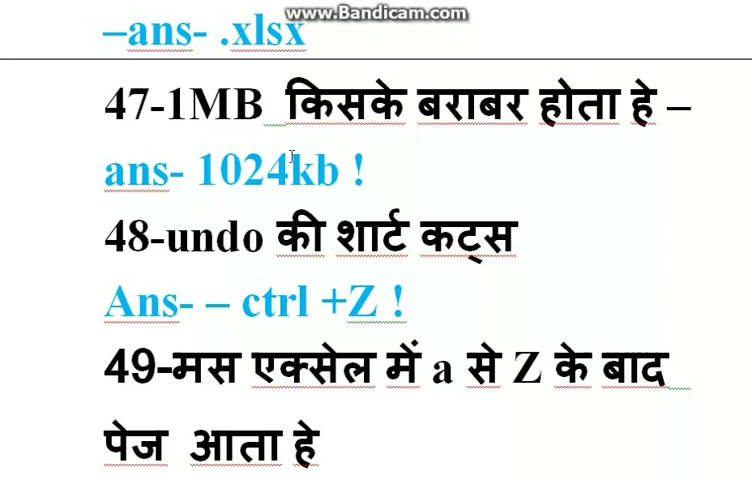 www.Bandicam.com
–ans- .xlsx
47-1MB किसके बराबर होता हे –
ans- 1024kb !
48-undo की शार्ट कट्स
Ans- – ctrl +Z !
49-मस एक्सेल में a से Z के बाद
पेज आता हे